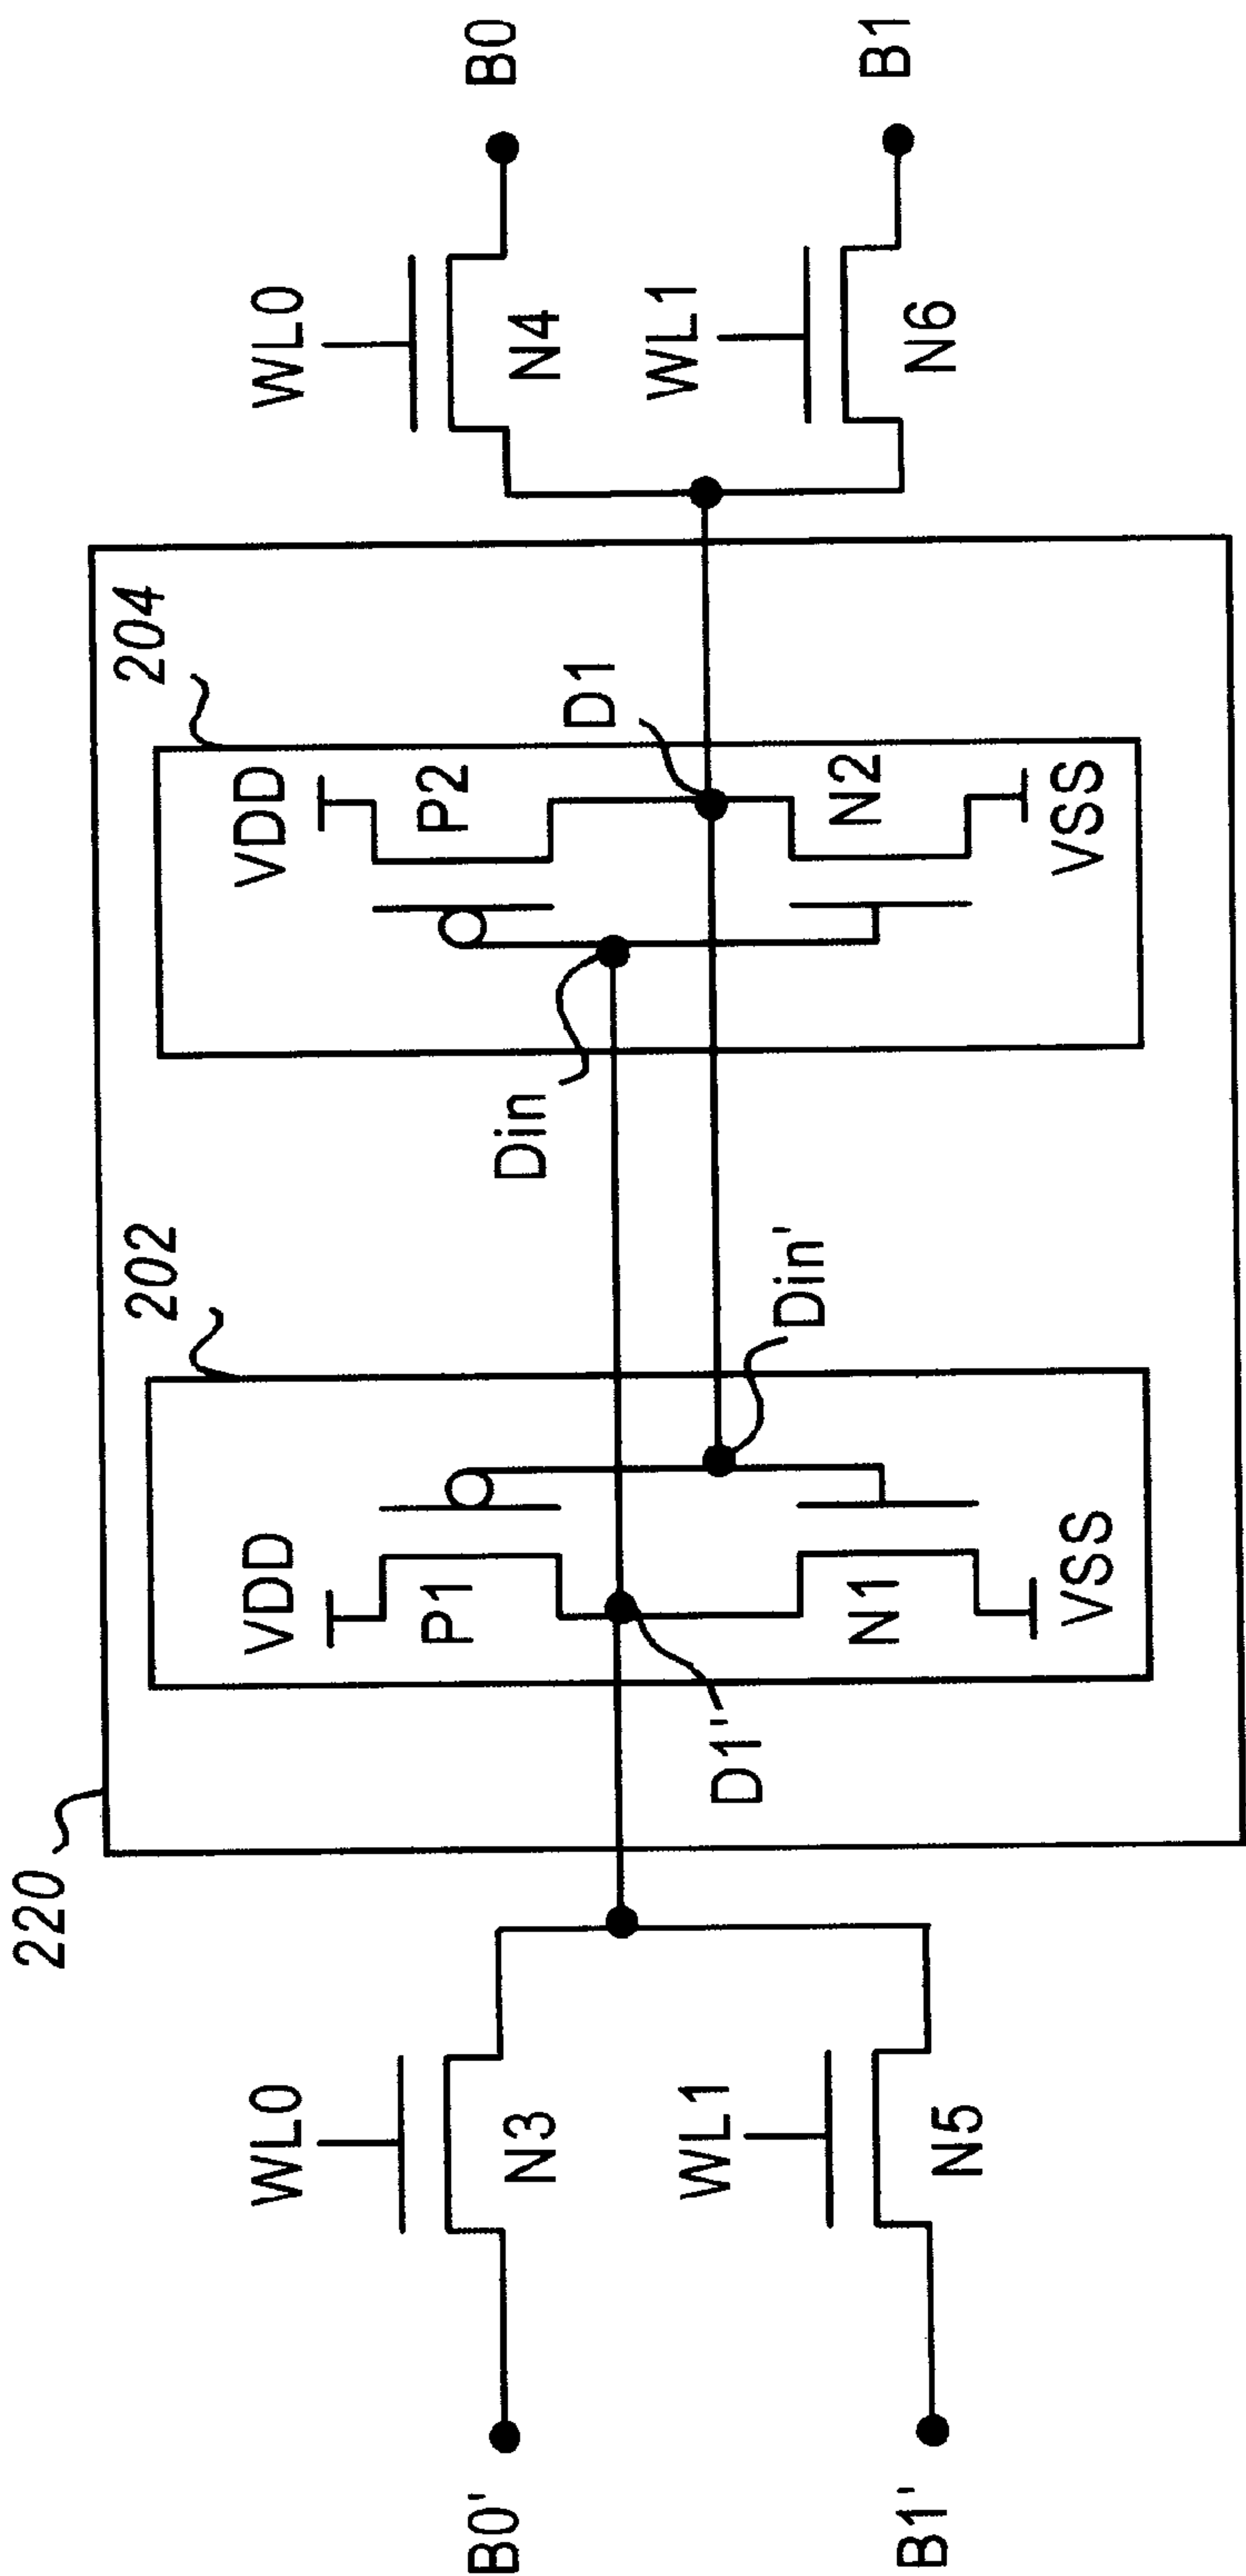 220
202
204
WL0
VDD
VDD
WL0
B0'
N3
P1
Din
P2
N4
B0
D1'
Din'
D1
WL1
WL1
B1'
N5
N1
N2
N6
B1
VSS
VSS